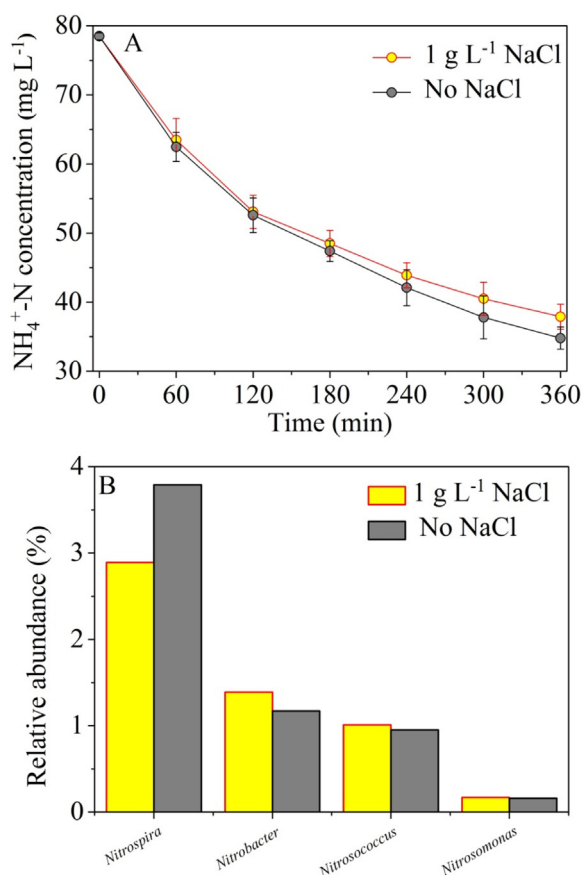 A
1 g L⁻¹ NaCl
No NaCl
NH₄⁺-N concentration (mg L⁻¹)
80
70
60
50
40
30
0 60 120 180 240 300 360
Time (min)
B
1 g L⁻¹ NaCl
No NaCl
Relative abundance (%)
4
3
2
1
0
Nitrospira Nitrobacter Nitrosococcus Nitrosomonas